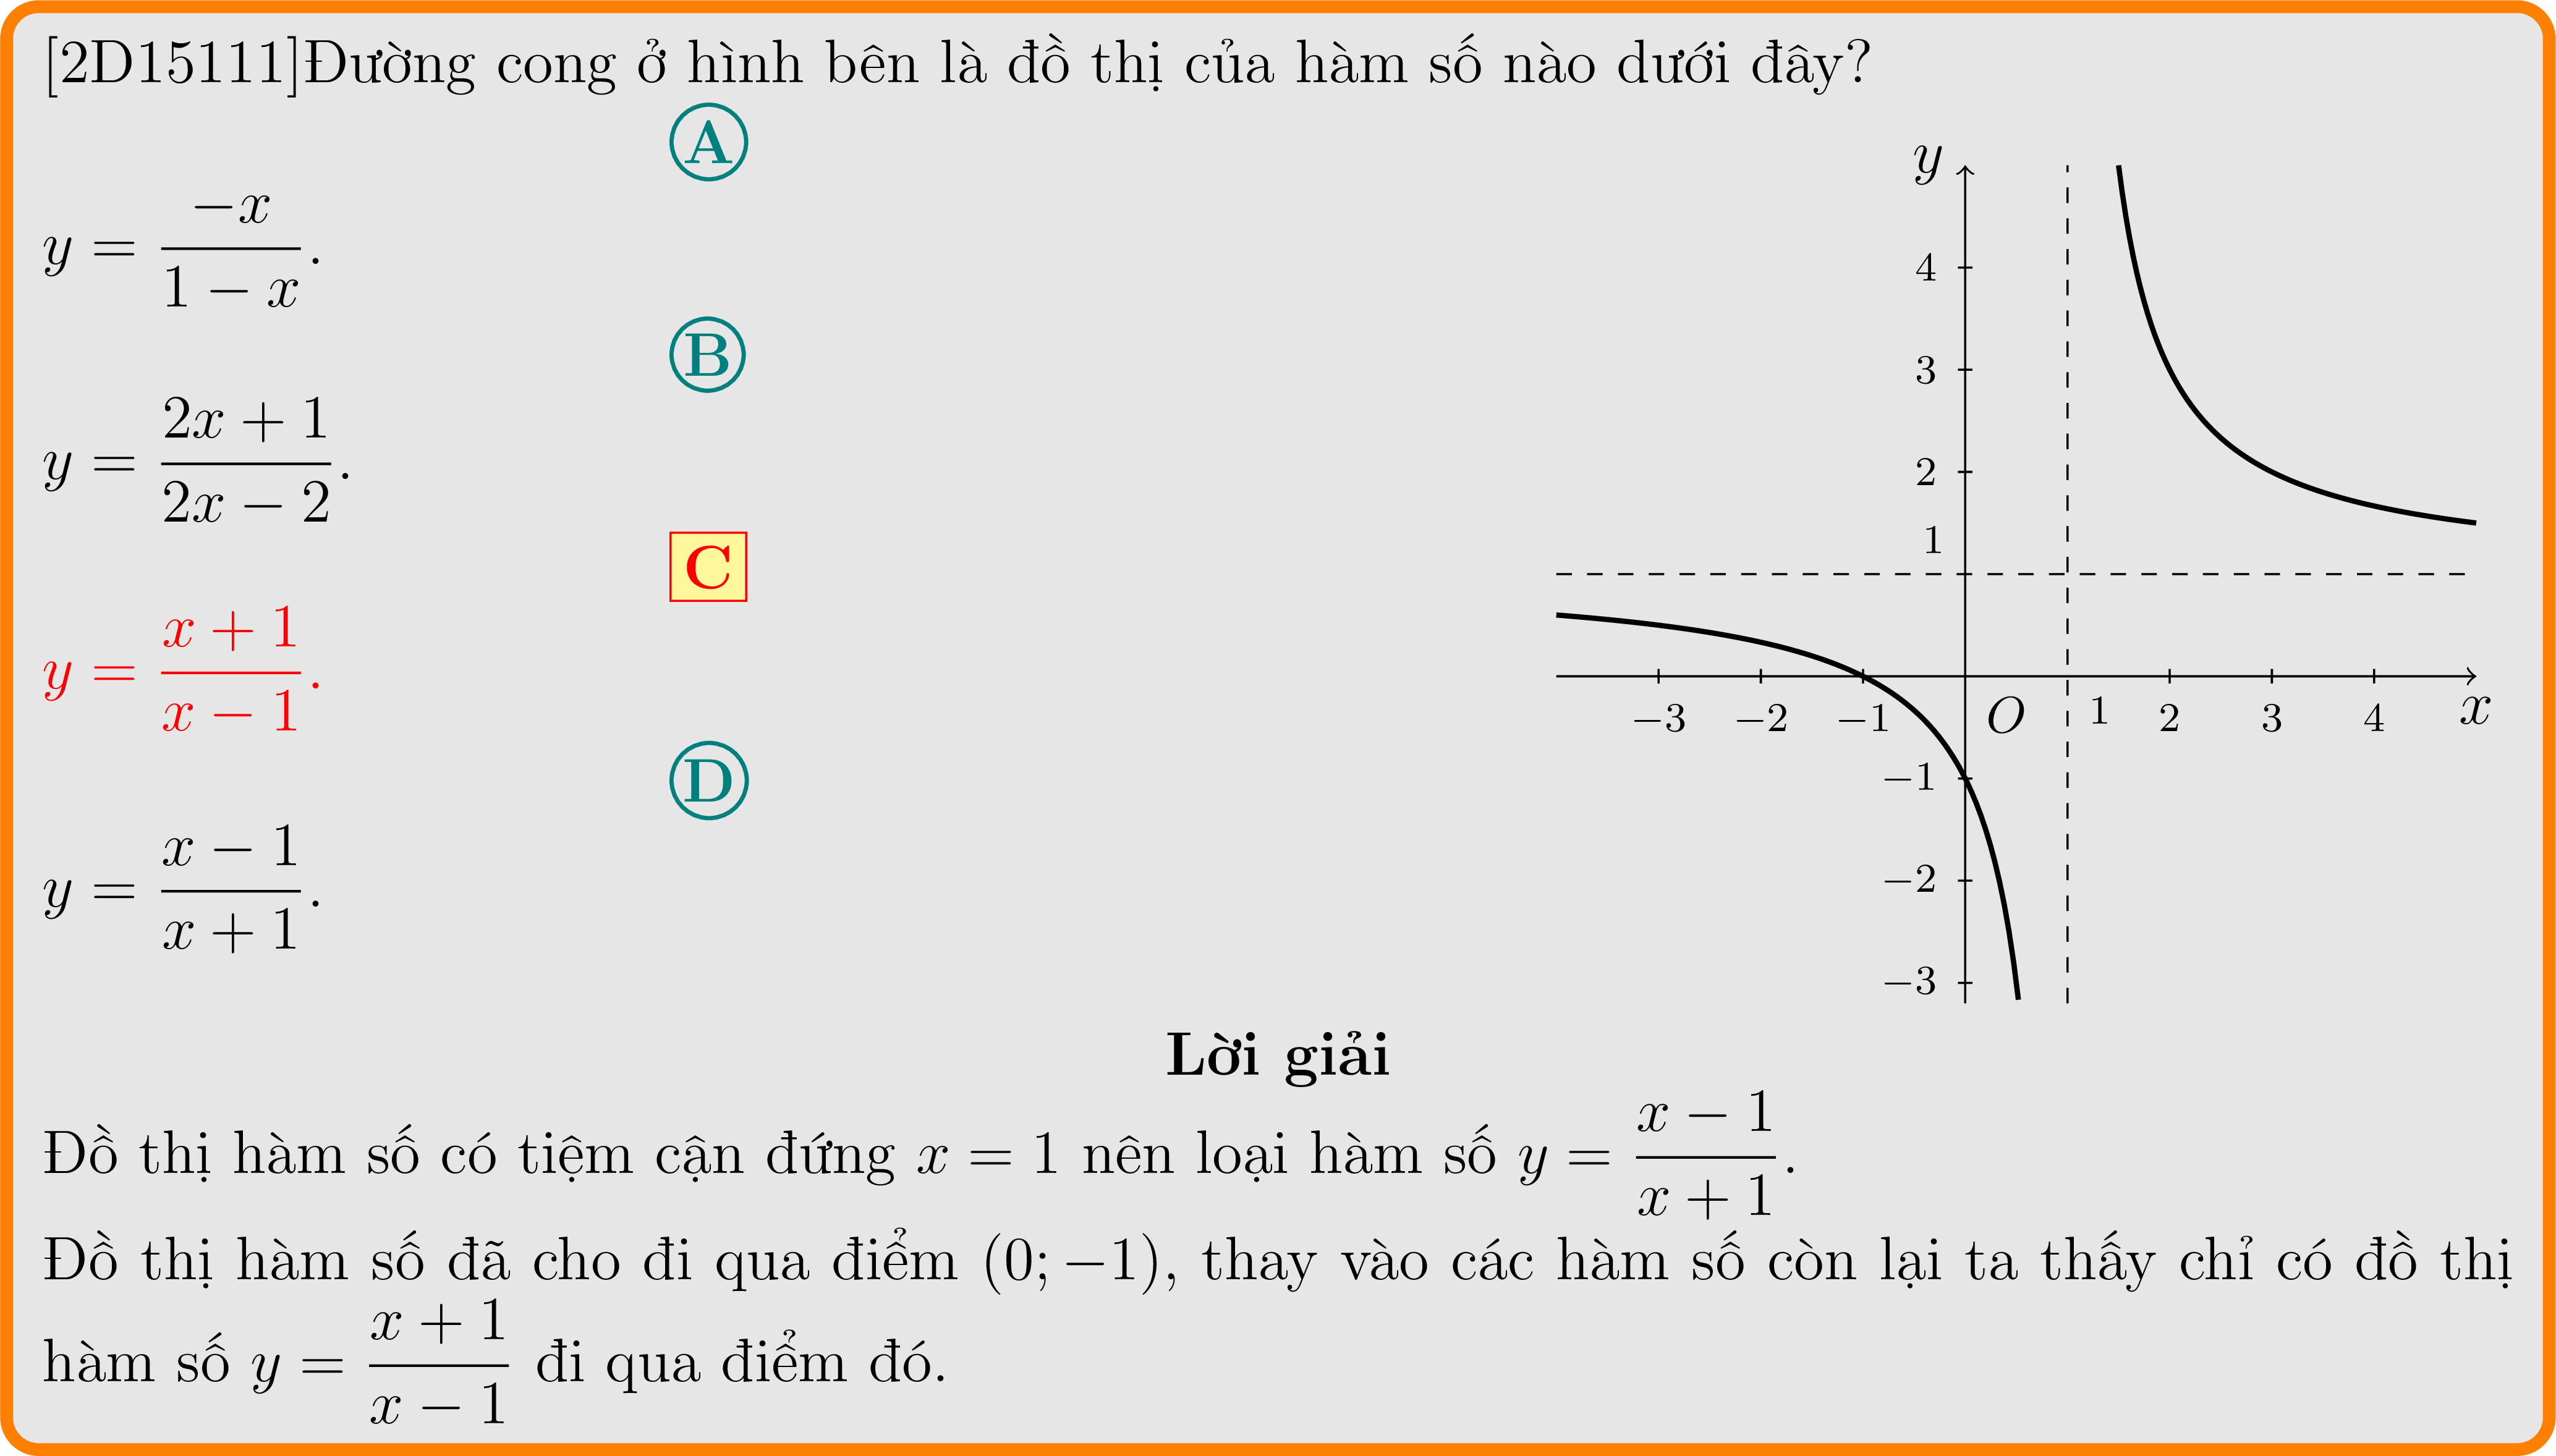 [2D15111]Đường cong ở hình bên là đồ thị của hàm số nào dưới đây?
A
y = \frac{-x}{1 - x}.
B
y = \frac{2x + 1}{2x - 2}.
C
y = \frac{x + 1}{x - 1}.
D
y = \frac{x - 1}{x + 1}.
y
4
3
2
1
−3 −2 −1 O 1 2 3 4 x
−1
−2
−3
Lời giải
Đồ thị hàm số có tiệm cận đứng x = 1 nên loại hàm số y = \frac{x - 1}{x + 1}.
Đồ thị hàm số đã cho đi qua điểm (0; −1), thay vào các hàm số còn lại ta thấy chỉ có đồ thị
hàm số y = \frac{x + 1}{x - 1} đi qua điểm đó.